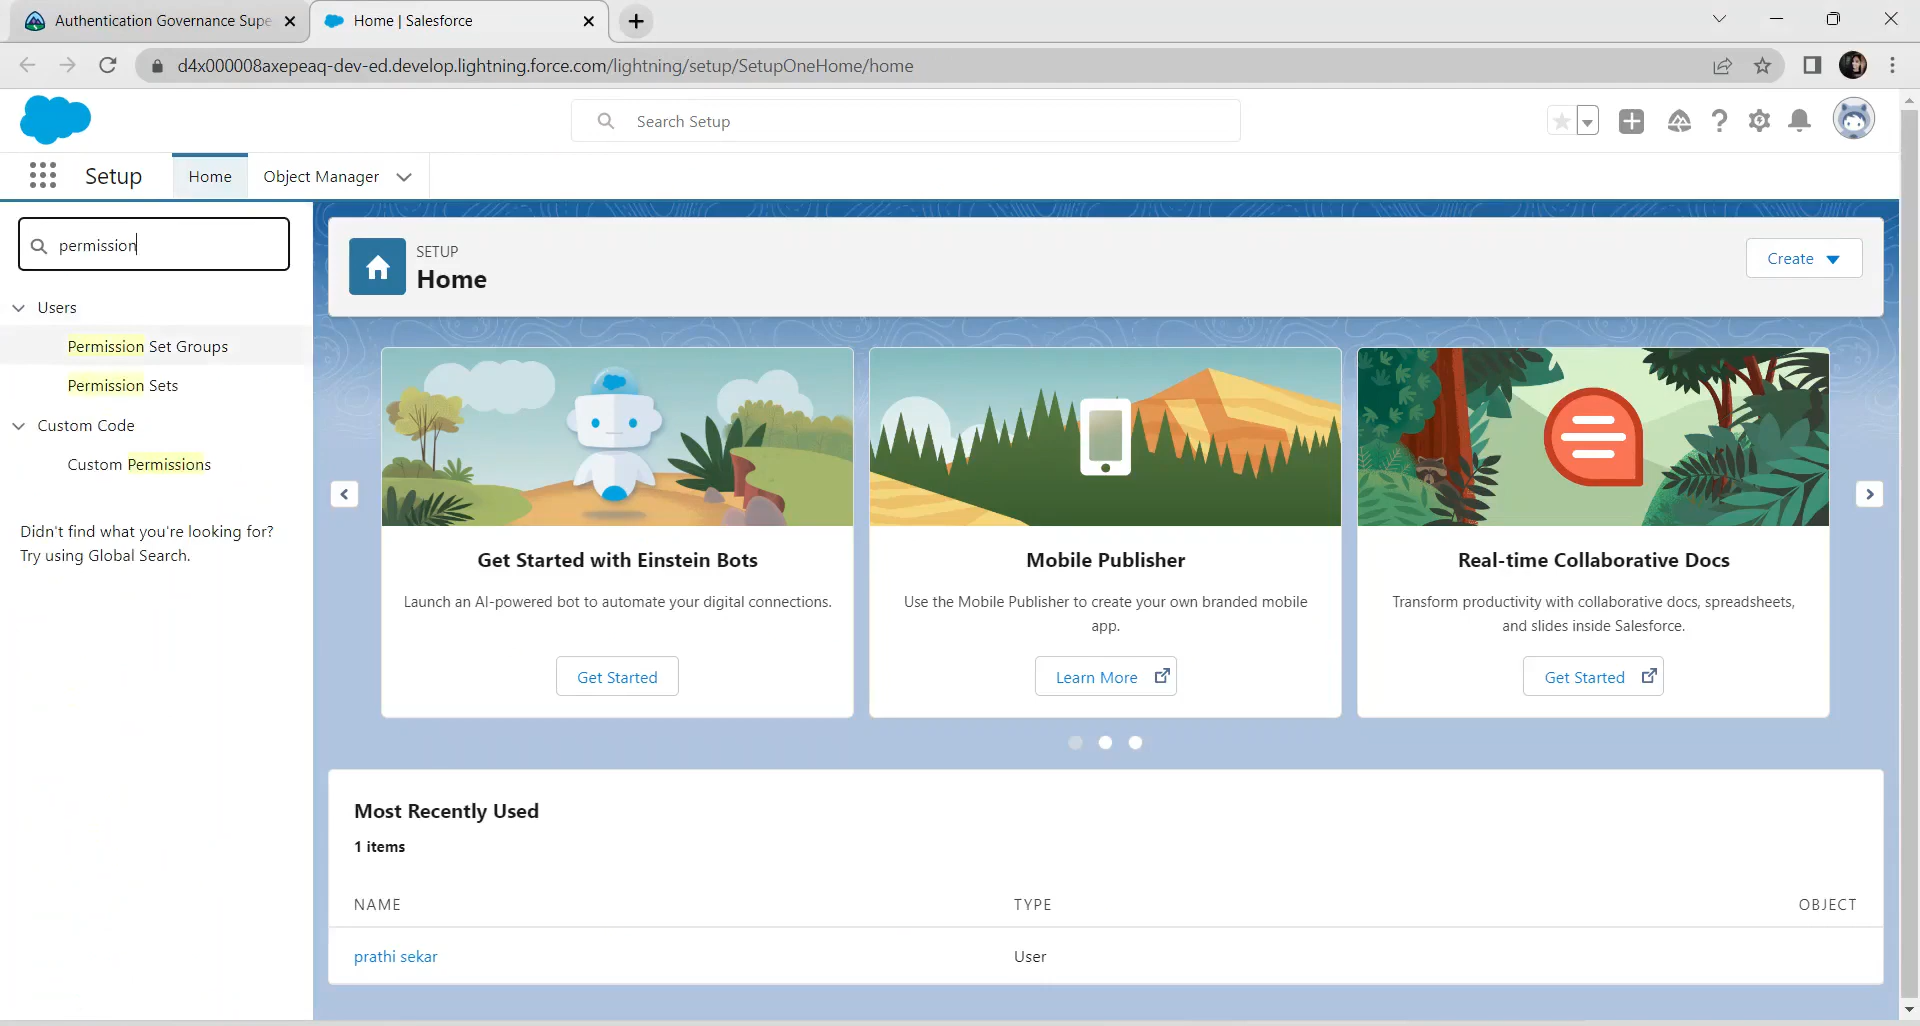 Authentication Governance Supe
Home | Salesforce
d4x000008axepeaq-dev-ed.develop.lightning.force.com/lightning/setup/SetupOneHome/home
Search Setup
Setup
Home
Object Manager
permission
Users
Permission Set Groups
Permission Sets
Custom Code
Custom Permissions
Didn't find what you're looking for?
Try using Global Search.
SETUP
Home
Create
Get Started with Einstein Bots
Launch an AI-powered bot to automate your digital connections.
Get Started
Mobile Publisher
Use the Mobile Publisher to create your own branded mobile
app.
Learn More
Real-time Collaborative Docs
Transform productivity with collaborative docs, spreadsheets,
and slides inside Salesforce.
Get Started
Most Recently Used
1 items
NAME TYPE OBJECT
prathi sekar User